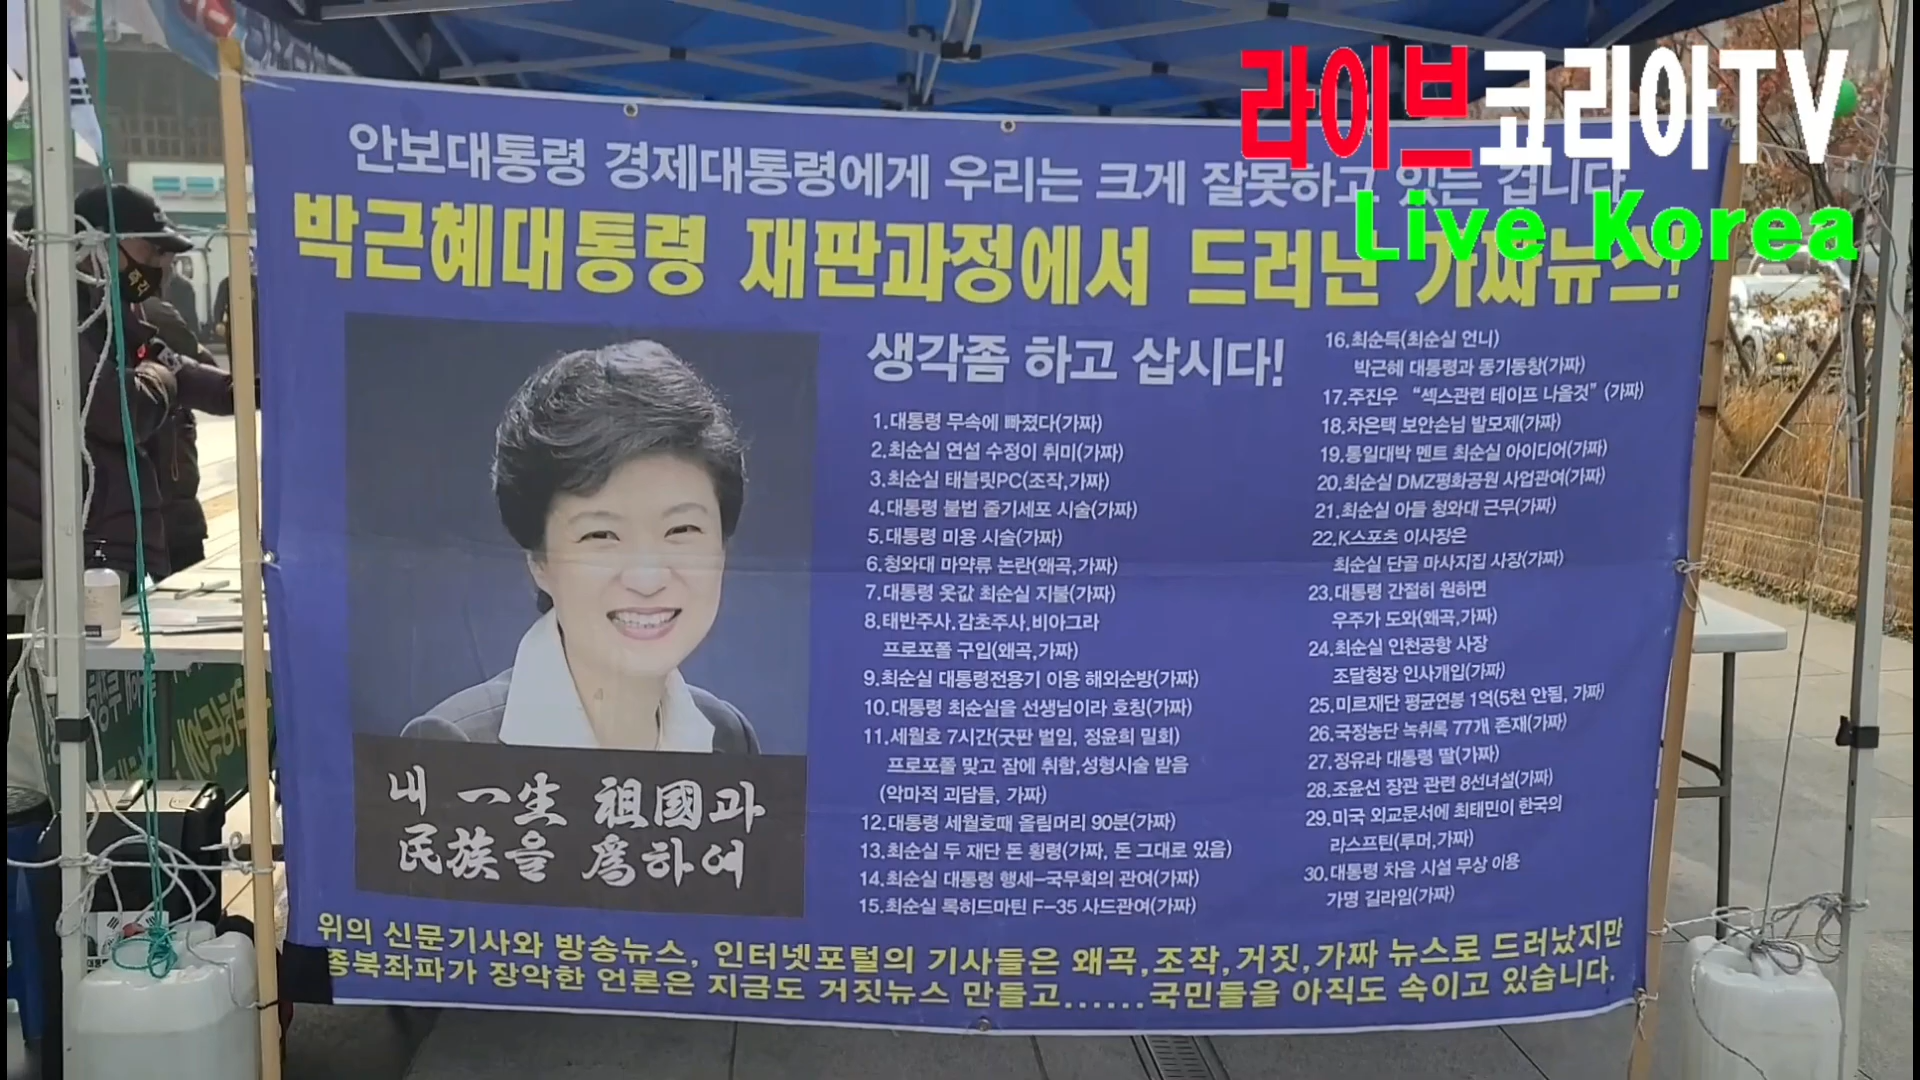 라이브코리아TV
Live Korea
안보대통령 경제대통령에게 우리는 크게 잘못하고 있는 겁니다
박근혜대통령 재판과정에서 드러난 가짜뉴스!
생각좀 하고 삽시다!
1.대통령 무속에 빠졌다(가짜)
2.최순실 연설 수정이 취미(가짜)
3.최순실 태블릿PC(조작,가짜)
4.대통령 불법 줄기세포 시술(가짜)
5.대통령 미용 시술(가짜)
6.청와대 마약류 논란(왜곡,가짜)
7.대통령 옷값 최순실 지불(가짜)
8.태반주사,감초주사,비아그라
프로포폴 구입(왜곡,가짜)
9.최순실 대통령전용기 이용 해외순방(가짜)
10.대통령 최순실을 선생님이라 호칭(가짜)
11.세월호 7시간(굿판 벌임, 정윤회 밀회)
프로포폴 맞고 잠에 취함,성형시술 받음
(악마적 괴담들, 가짜)
12.대통령 세월호때 올림머리 90분(가짜)
13.최순실 두 재단 돈 횡령(가짜, 돈 그대로 있음)
14.최순실 대통령 행세-국무회의 관여(가짜)
15.최순실 록히드마틴 F-35 사드관여(가짜)
16.최순득(최순실 언니)
박근혜 대통령과 동기동창(가짜)
17.주진우 “섹스관련 테이프 나올것” (가짜)
18.차은택 보안손님 발모제(가짜)
19.통일대박 멘트 최순실 아이디어(가짜)
20.최순실 DMZ평화공원 사업관여(가짜)
21.최순실 아들 청와대 근무(가짜)
22.K스포츠 이사장은
최순실 단골 마사지집 사장(가짜)
23.대통령 간절히 원하면
우주가 도와(왜곡,가짜)
24.최순실 인천공항 사장
조달청장 인사개입(가짜)
25.미르재단 평균연봉 1억(5천 안됨, 가짜)
26.국정농단 녹취록 77개 존재(가짜)
27.정유라 대통령 딸(가짜)
28.조윤선 장관 관련 8선녀설(가짜)
29.미국 외교문서에 최태민이 한국의
라스프틴(루머,가짜)
30.대통령 차음 시설 무상 이용
가명 길라임(가짜)
내 一生 祖國과
民族을 爲하여
위의 신문기사와 방송뉴스, 인터넷포털의 기사들은 왜곡,조작,거짓,가짜 뉴스로 드러났지만
종북좌파가 장악한 언론은 지금도 거짓뉴스 만들고......국민들을 아직도 속이고 있습니다.